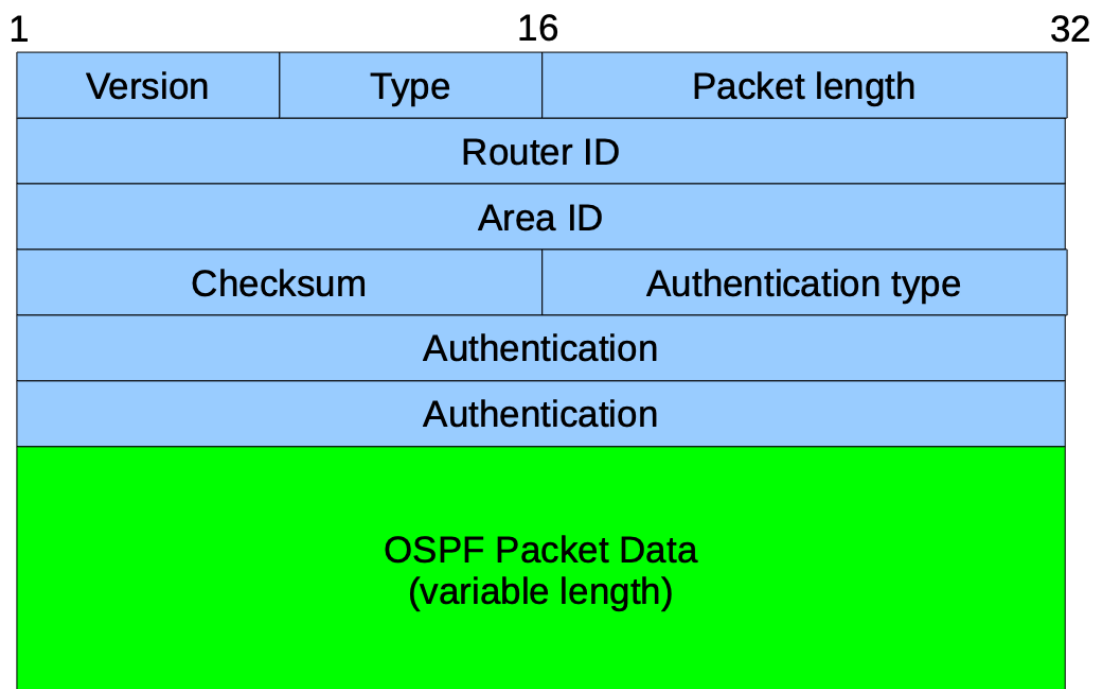 1 16 32
Version Type Packet length
Router ID
Area ID
Checksum Authentication type
Authentication
Authentication
OSPF Packet Data
(variable length)